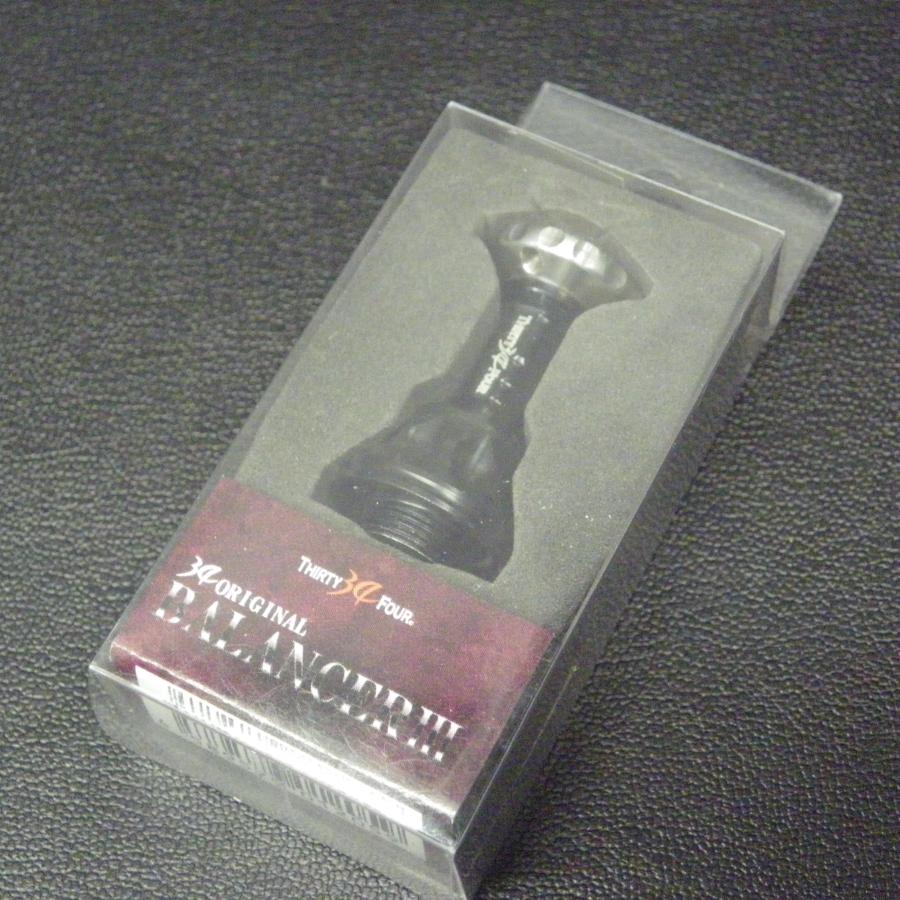 THIRTY 34 FOUR
THIRTY 34 FOUR.
34 ORIGINAL
BALANCER III